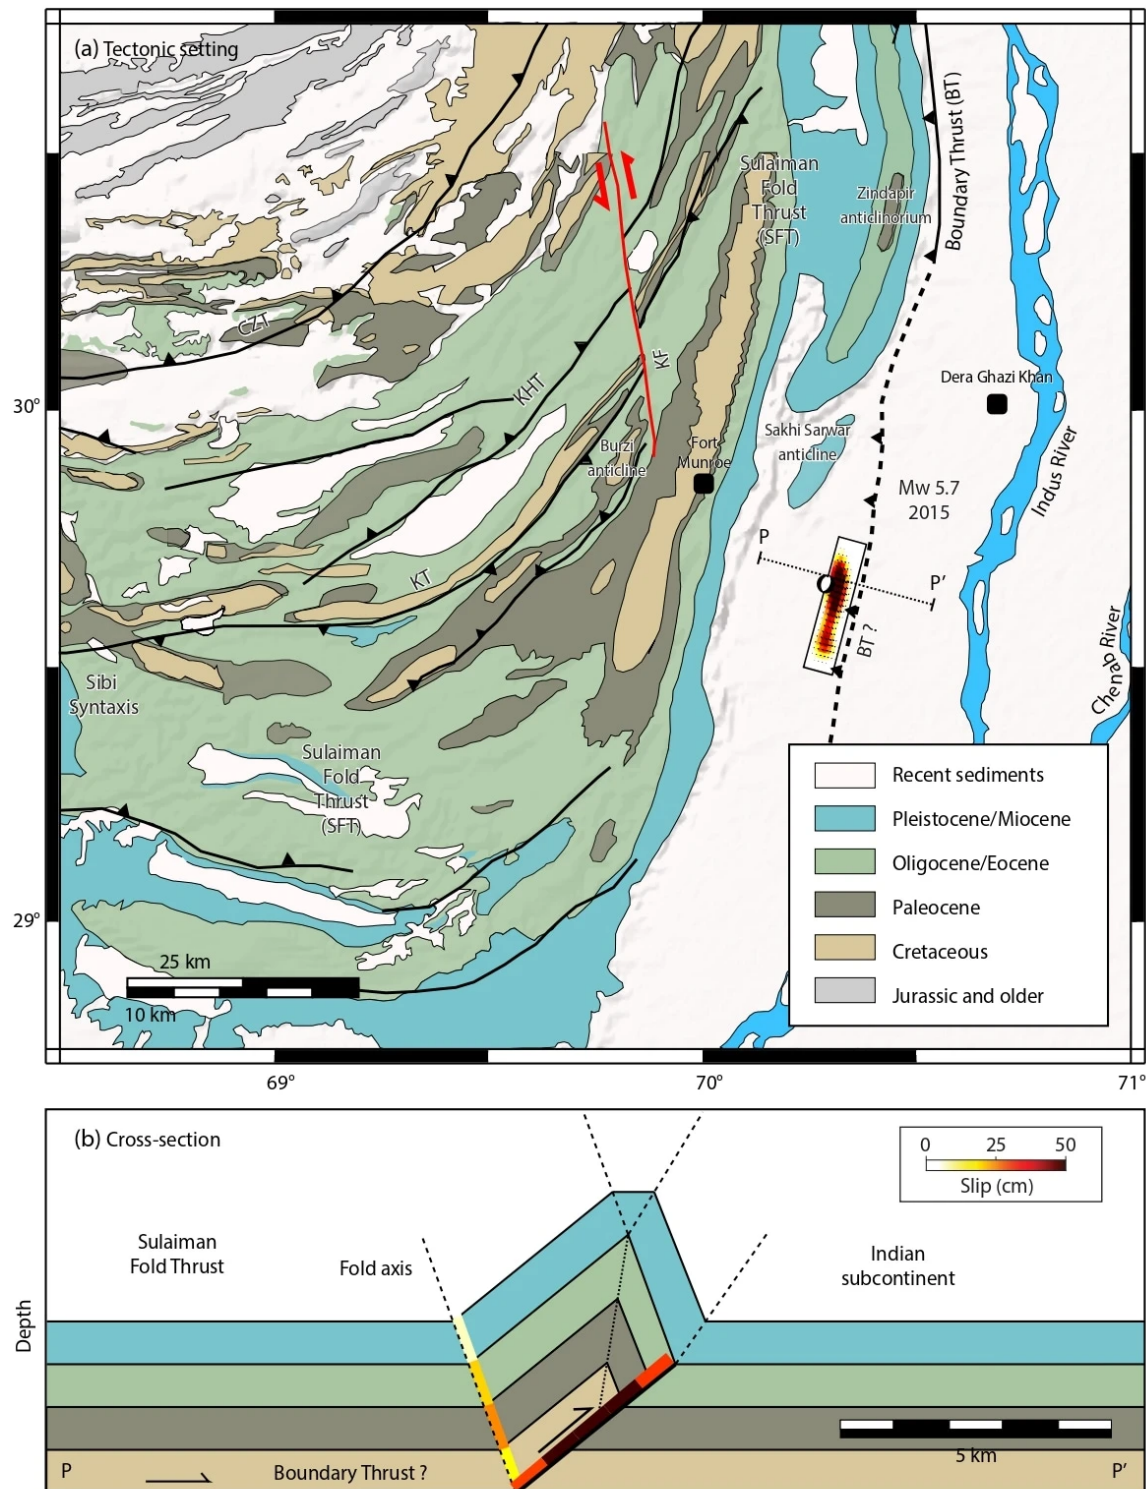 (a) Tectonic setting
Boundary Thrust (BT)
Sulaiman
Fold
Thrust
(SFT)
Zindapir
anticlinorium
CZT
KHT
KF
30°
Dera Ghazi Khan
Burzi
anticline
Fort
Munroe
Sakhi Sarwar
anticline
Indus River
Mw 5.7
2015
P
P'
KT
BT ?
Chenab River
Sibi
Syntaxis
Sulaiman
Fold
Thrust
(SFT)
Recent sediments
Pleistocene/Miocene
Oligocene/Eocene
Paleocene
Cretaceous
Jurassic and older
29°
25 km
10 km
69°
70°
71°
(b) Cross-section
0 25 50
Slip (cm)
Sulaiman
Fold Thrust
Fold axis
Indian
subcontinent
Depth
5 km
P
Boundary Thrust ?
P'